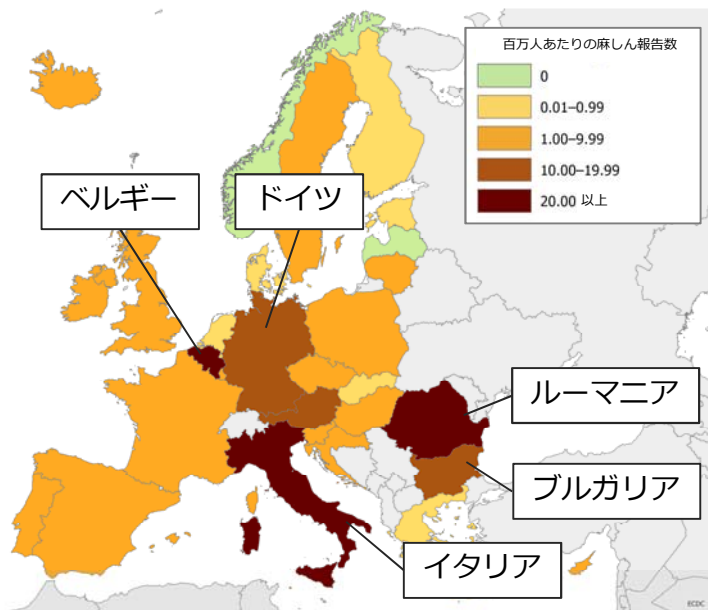 百万人あたりの麻しん報告数
0
0.01–0.99
1.00–9.99
10.00–19.99
20.00 以上
ベルギー
ドイツ
ルーマニア
ブルガリア
イタリア
ECDC